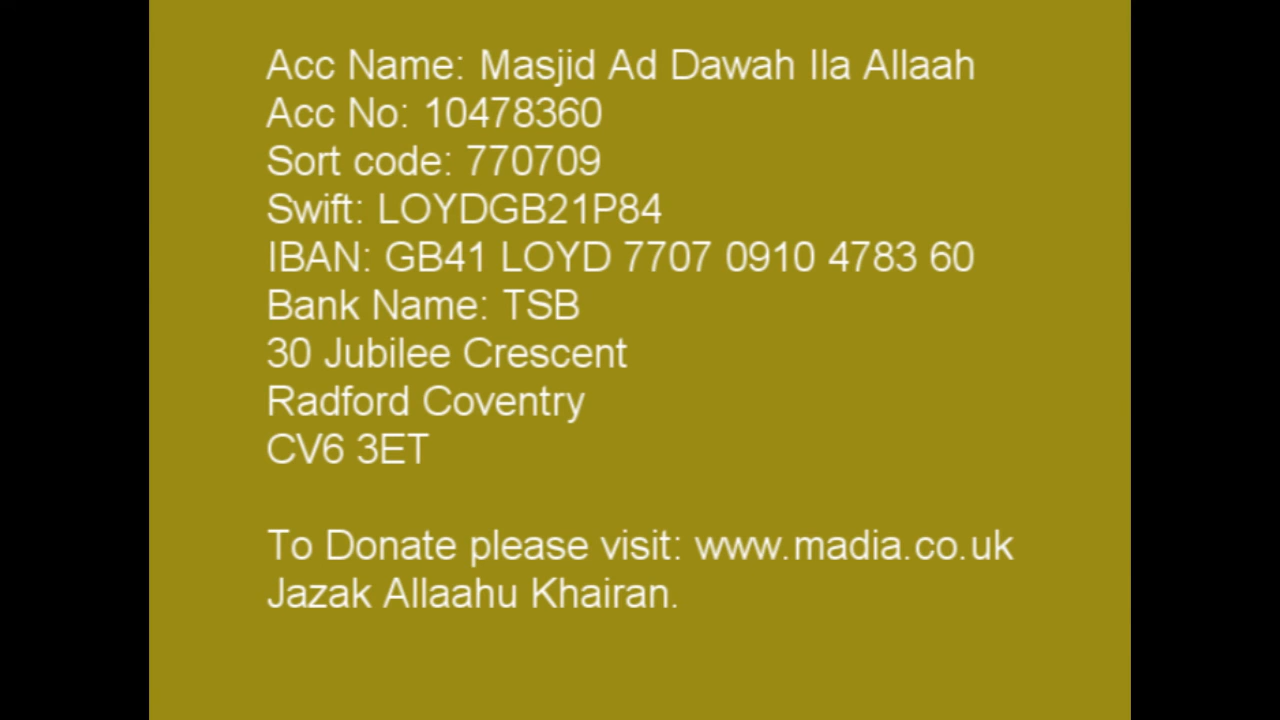 Acc Name: Masjid Ad Dawah Ila Allaah
Acc No: 10478360
Sort code: 770709
Swift: LOYDGB21P84
IBAN: GB41 LOYD 7707 0910 4783 60
Bank Name: TSB
30 Jubilee Crescent
Radford Coventry
CV6 3ET
To Donate please visit: www.madia.co.uk
Jazak Allaahu Khairan.